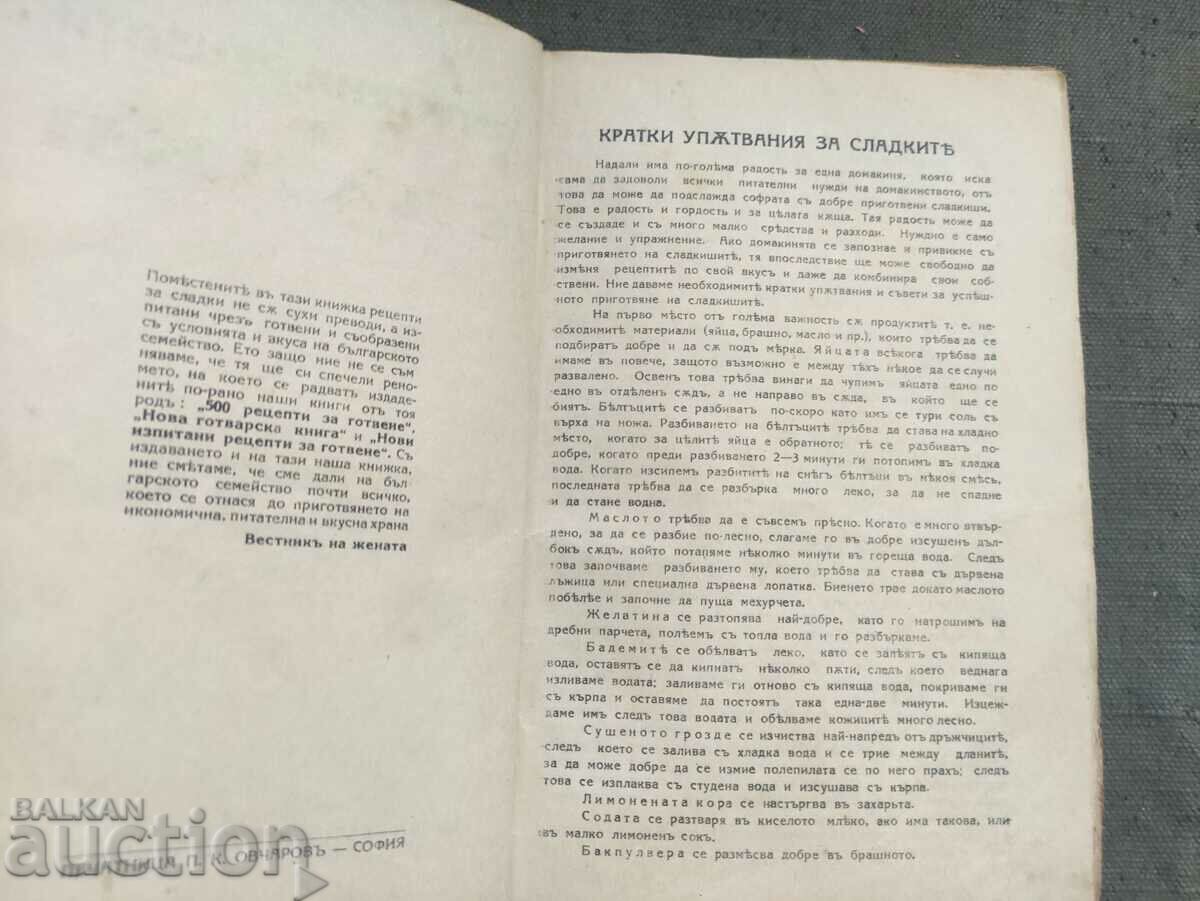 Помѣстенитѣ въ тази книжка рецепти
за сладки не сѫ сухи преводи, а из-
питани чрезъ готвени и съобразени
съ условията и вкуса на българското
семейство. Ето защо ние не се съм
няваме, че тя ще си спечели рено-
мето, на което се радватъ издаде-
нитѣ по-рано наши книги отъ тоя
родъ: „500 рецепти за готвене“,
„Нова готварска книга“ и „Нови
изпитани рецепти за готвене“. Съ
издаването и на тази наша книжка,
ние смѣтаме, че сме дали на бъл
гарското семейство почти всичко,
което се отнася до приготвянето на
икономична, питателна и вкусна храна
Вестникъ на жената
ПЕЧАТНИЦА П. К. ОВЧАРОВЪ — СОФИЯ
КРАТКИ УПѪТВАНИЯ ЗА СЛАДКИТѢ
Надали има по-голѣма радость за една домакиня, която иска
сама да задоволи всички питателни нужди на домакинството, отъ
това да може да подслажда софрата съ добре приготвени сладкиши.
Това е радость и гордость и за цѣлата кѫща. Тая радость може да
се създаде и съ много малко срѣдства и разходи. Нуждно е само
желание и упражнение. Ако домакинята се запознае и привикне съ
приготвянето на сладкишитѣ, тя впоследствие ще може свободно да
измѣня рецептитѣ по свой вкусъ и даже да комбинира свои соб-
ствени. Ние даваме необходимитѣ кратки упѫтвания и съвети за успѣш-
ното приготвяне на сладкишитѣ.
На първо мѣсто отъ голѣма важность сѫ продуктитѣ т. е. не-
обходимитѣ материали (яйца, брашно, масло и пр.), които трѣбва да се
подбиратъ добре и да сѫ подъ мѣрка. Яйцата всѣкога трѣбва да
имаме въ повече, защото възможно е между тѣхъ нѣкое да се случи
развалено. Освенъ това трѣбва винаги да чупимъ яйцата едно по
едно въ отдѣленъ сѫдъ, а не направо въ сѫда, въ който ще се
биятъ. Бѣлтъцитѣ се разбиватъ по-скоро като имъ се тури соль съ
върха на ножа. Разбиването на бѣлтъцитѣ трѣбва да става на хладно
мѣсто, когато за цѣлитѣ яйца е обратното; тѣ се разбиватъ по-
добре, когато преди разбиването 2—3 минути ги потопимъ въ хладка
вода. Когато изсипемъ разбититѣ на снѣгъ бѣлтъци въ нѣкоя смѣсь,
последната трѣбва да се разбърка много леко, за да не спадне
и да стане водна.
Маслото трѣбва да е съвсемъ прѣсно. Когато е много втвър-
дено, за да се разбие по-лесно, слагаме го въ добре изсушенъ дъл-
бокъ сѫдъ, който потапяме нѣколко минути въ гореща вода. Следъ
това започваме разбиването му, което трѣбва да става съ дървена
лъжица или специална дървена лопатка. Биенето трае докато маслото
побѣлѣе и започне да пуща мехурчета.
Желатина се разтопява най-добре, като го натрошимъ на
дребни парчета, полѣемъ съ топла вода и го разбъркаме.
Бадемитѣ се обѣлватъ леко, като се залѣятъ съ кипяща
вода, оставятъ се да кипнатъ нѣколко пѫти, следъ което веднага
изливаме водата; заливаме ги отново съ кипяща вода, покриваме ги
съ кърпа и оставяме да постоятъ така една-две минути. Изцеж-
даме имъ следъ това водата и обѣлваме кожицитѣ много лесно.
Сушеното грозде се изчиства най-напредъ отъ дръжчицитѣ,
следъ което се залива съ хладка вода и се трие между дланитѣ,
за да може добре да се измие полепилата се по него прахъ; следъ
това се изплаква съ студена вода и изсушава съ кърпа.
Лимонената кора се настъргва въ захарьта.
Содата се разтваря въ киселото млѣко, ако има такова, или
въ малко лимоненъ сокъ.
Бакпулвера се размѣсва добре въ брашното.
BALKAN
auction